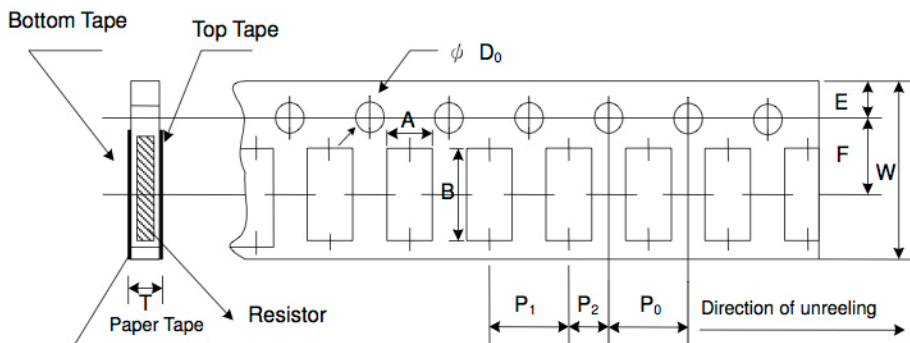 Bottom Tape
Top Tape
ϕ D₀
E
A
F
B
W
T
P₁
P₂
P₀
Direction of unreeling
Resistor
Paper Tape